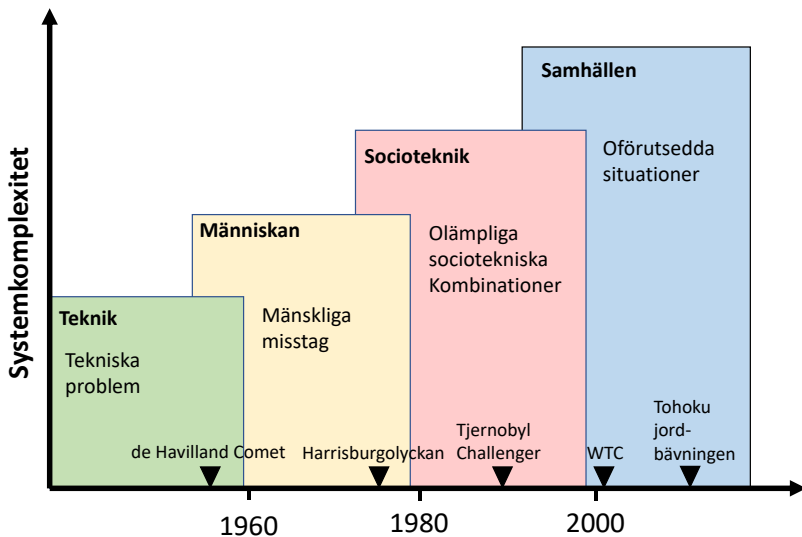 Systemkomplexitet
Teknik
Tekniska
problem
Människan
Mänskliga
misstag
Socioteknik
Olämpliga
sociotekniska
Kombinationer
Samhällen
Oförutsedda
situationer
de Havilland Comet
Harrisburgolyckan
Tjernobyl
Challenger
WTC
Tohoku
jord-
bävningen
1960
1980
2000